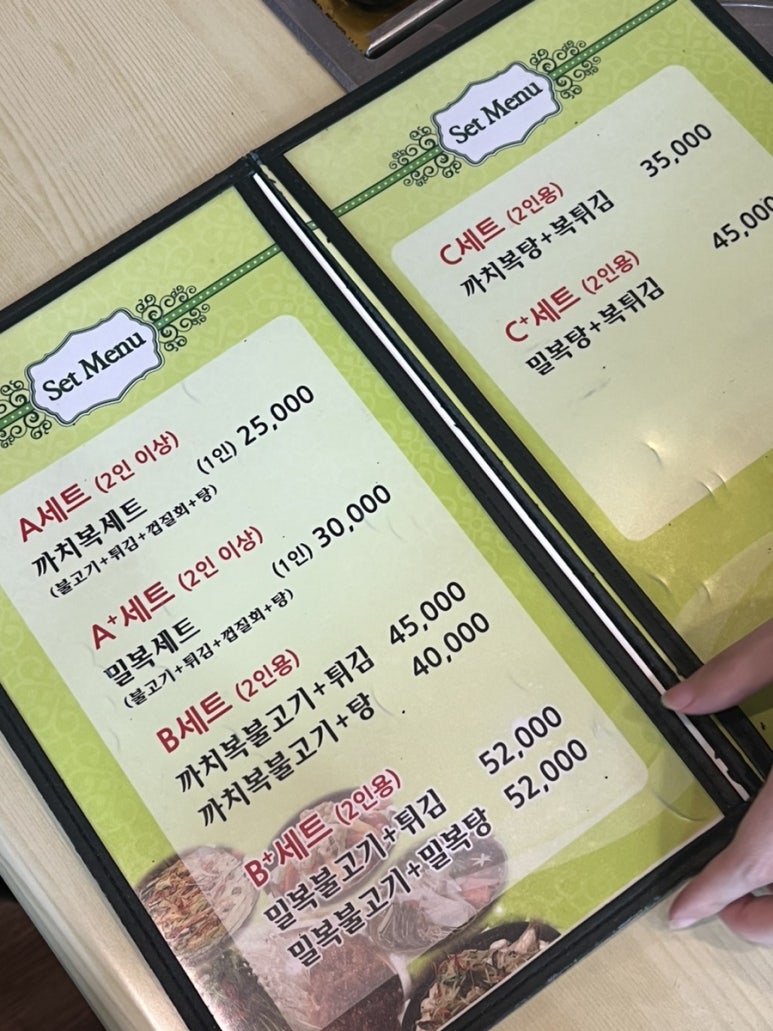 Set Menu
A세트 (2인 이상)
까치복세트 (1인) 25,000
(불고기+튀김+껍질회+탕)
A+세트 (2인 이상)
밀복세트 (1인) 30,000
(불고기+튀김+껍질회+탕)
B세트 (2인용)
까치복불고기+튀김 45,000
까치복불고기+탕 40,000
B+세트 (2인용)
밀복불고기+튀김 52,000
밀복불고기+밀복탕 52,000
Set Menu
C세트 (2인용)
까치복탕+복튀김 35,000
C+세트 (2인용)
밀복탕+복튀김 45,000